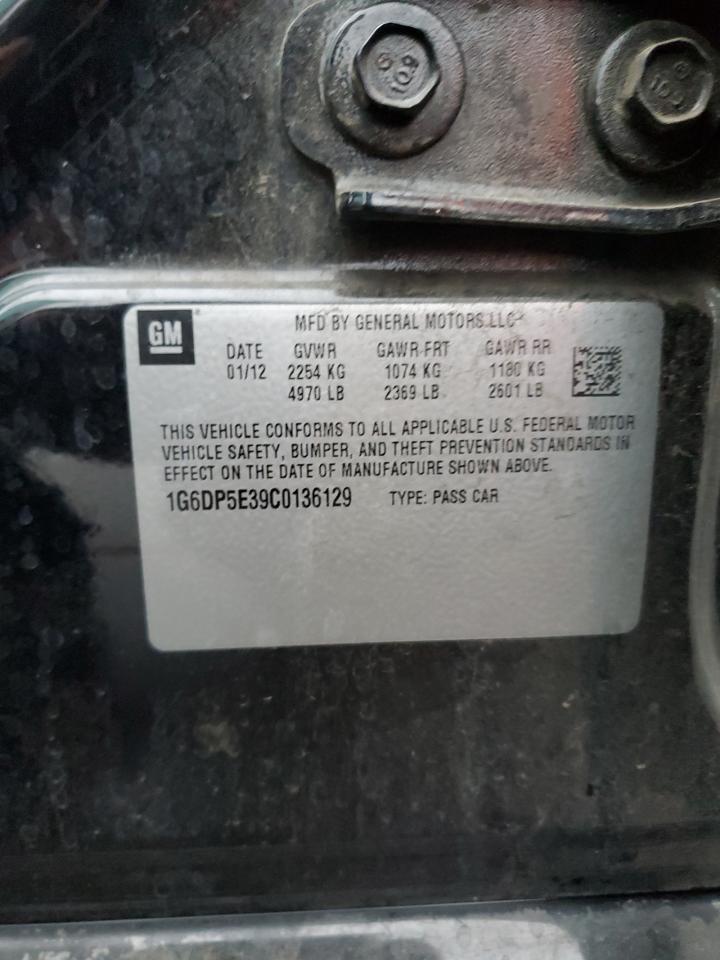 10.9
GM
MFD BY GENERAL MOTORS LLC
DATE GVWR GAWR-FRT GAWR RR
01/12 2254 KG 1074 KG 1180 KG
4970 LB 2369 LB 2601 LB
THIS VEHICLE CONFORMS TO ALL APPLICABLE U.S. FEDERAL MOTOR
VEHICLE SAFETY, BUMPER, AND THEFT PREVENTION STANDARDS IN
EFFECT ON THE DATE OF MANUFACTURE SHOWN ABOVE.
1G6DP5E39C0136129 TYPE: PASS CAR